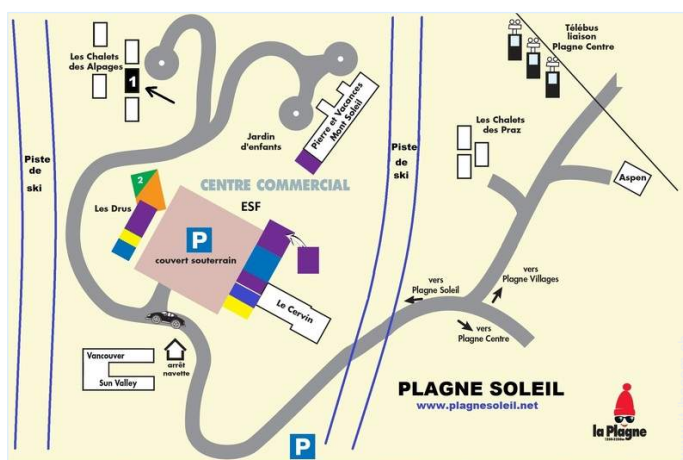 Télébus
liaison
Plagne Centre
Les Chalets
des Alpages
1
Pierre et Vacances
Mont Soleil
Jardin
d'enfants
Les Chalets
des Praz
Piste
de
ski
Piste
de
ski
Aspen
2
CENTRE COMMERCIAL
ESF
Les Drus
P
couvert souterrain
vers
Plagne Villages
vers
Plagne Soleil
Le Cervin
vers
Plagne Centre
Vancouver
Sun Valley
arrêt
navette
PLAGNE SOLEIL
www.plagnesoleil.net
P
la Plagne